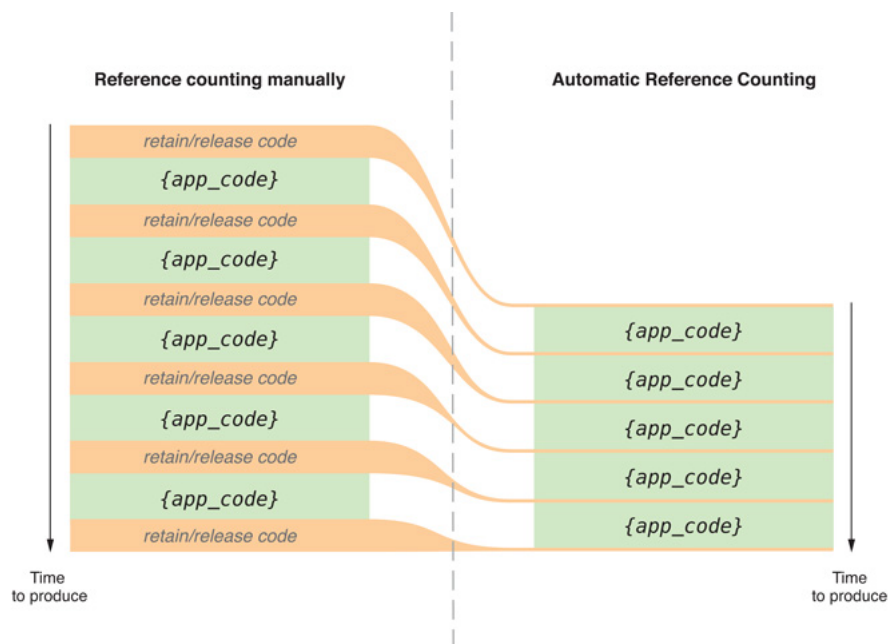 Reference counting manually
retain/release code
{app_code}
retain/release code
{app_code}
retain/release code
{app_code}
retain/release code
{app_code}
retain/release code
{app_code}
retain/release code
Time
to produce
Automatic Reference Counting
{app_code}
{app_code}
{app_code}
{app_code}
{app_code}
Time
to produce